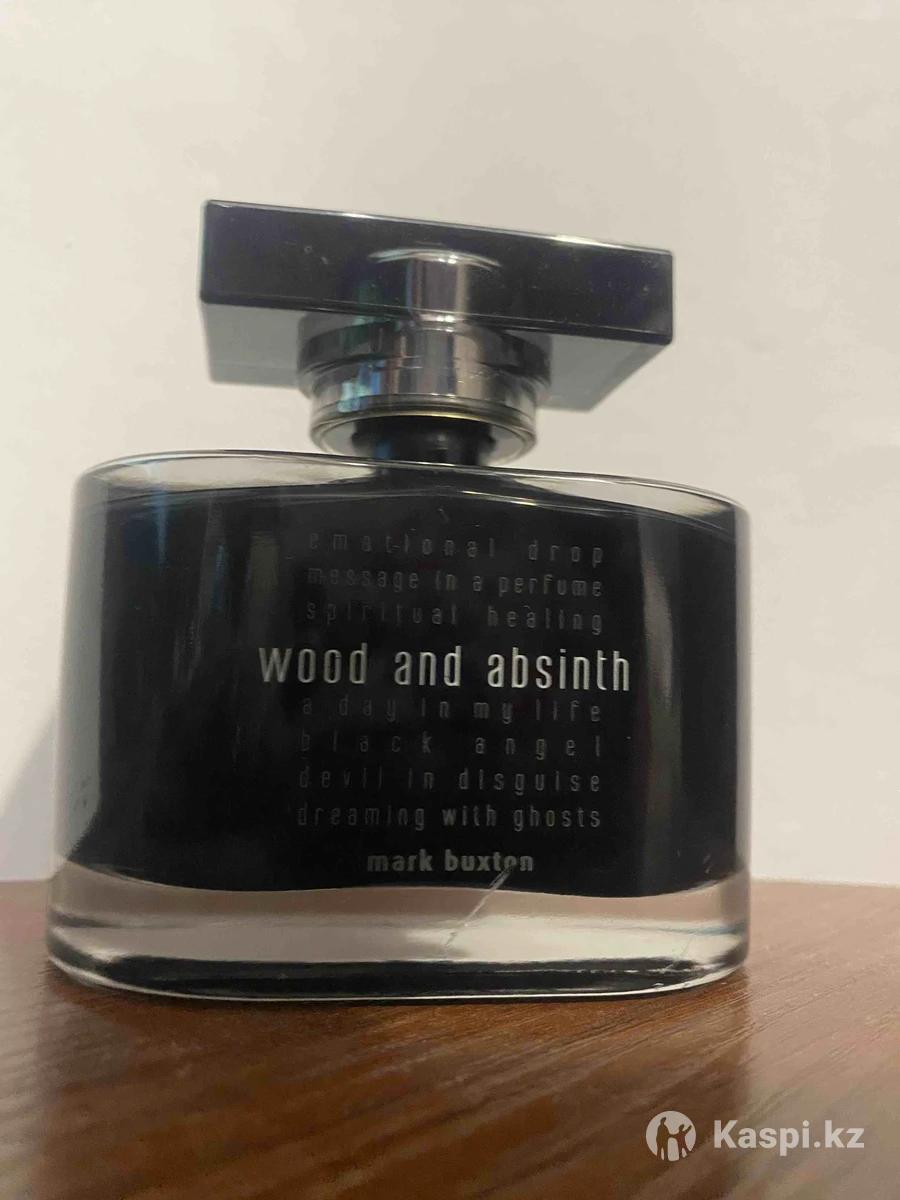 emotional drop
message in a perfume
spiritual healing
wood and absinth
a day in my life
black angel
devil in disguise
dreaming with ghosts
mark buxton
Kaspi.kz